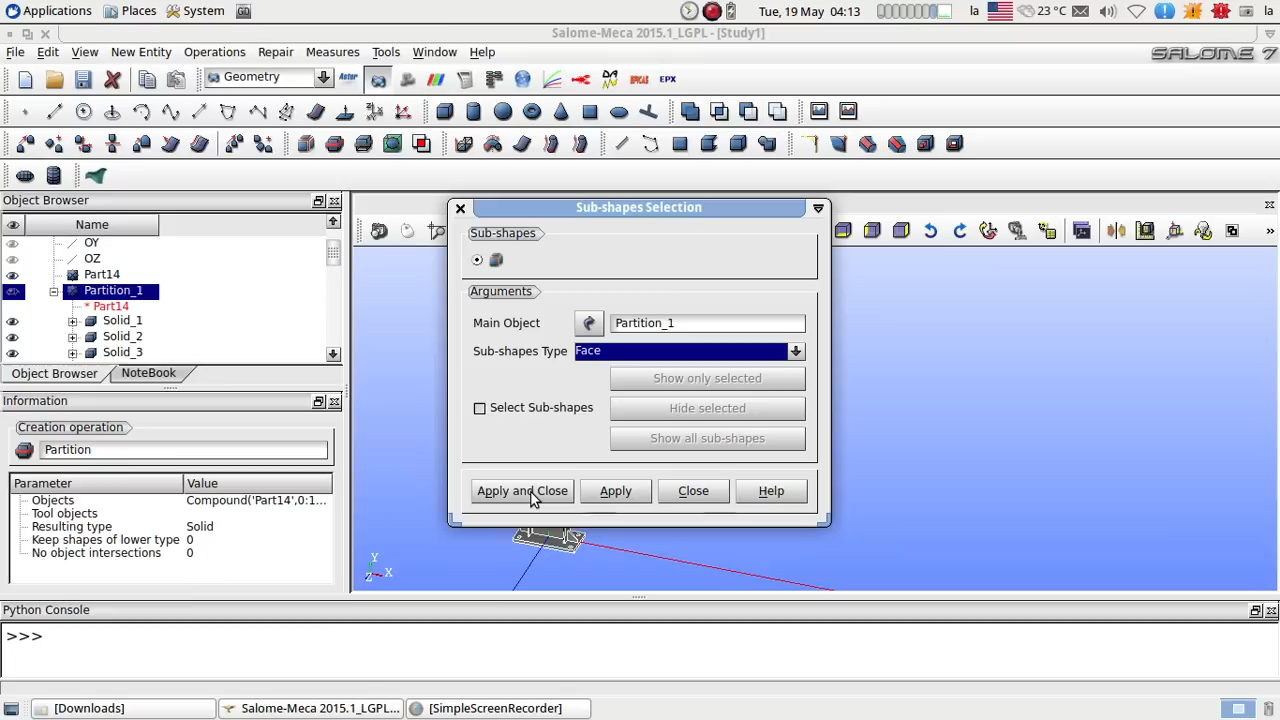 Applications Places System Tue, 19 May 04:13 la 23 °C la
Salome-Meca 2015.1_LGPL - [Study1]
File Edit View New Entity Operations Repair Measures Tools Window Help
SALOME 7
Geometry Aster EFICAS EPX
Object Browser
Name
OY
OZ
Part14
Partition_1
* Part14
Solid_1
Solid_2
Solid_3
Object Browser NoteBook
Information
Creation operation
Partition
Parameter Value
Objects Compound('Part14',0:1...
Tool objects
Resulting type Solid
Keep shapes of lower type 0
No object intersections 0
Sub-shapes Selection
Sub-shapes
Arguments
Main Object Partition_1
Sub-shapes Type Face
Show only selected
Select Sub-shapes Hide selected
Show all sub-shapes
Apply and Close Apply Close Help
Y
Z X
Python Console
>>>
[Downloads] Salome-Meca 2015.1_LGPL... [SimpleScreenRecorder]